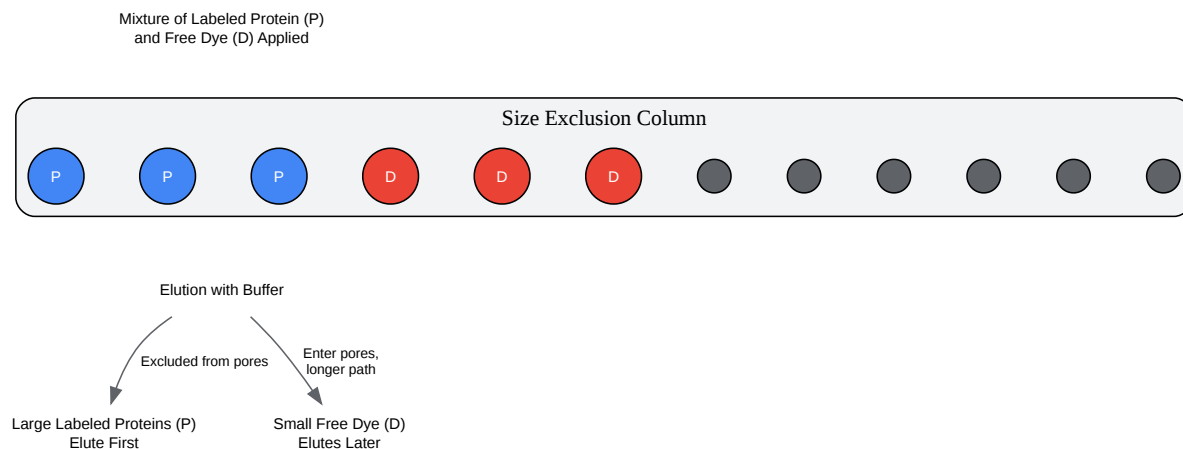 Mixture of Labeled Protein (P)
and Free Dye (D) Applied
Size Exclusion Column
P
P
P
D
D
D
Elution with Buffer
Excluded from pores
Enter pores,
longer path
Large Labeled Proteins (P)
Elute First
Small Free Dye (D)
Elutes Later